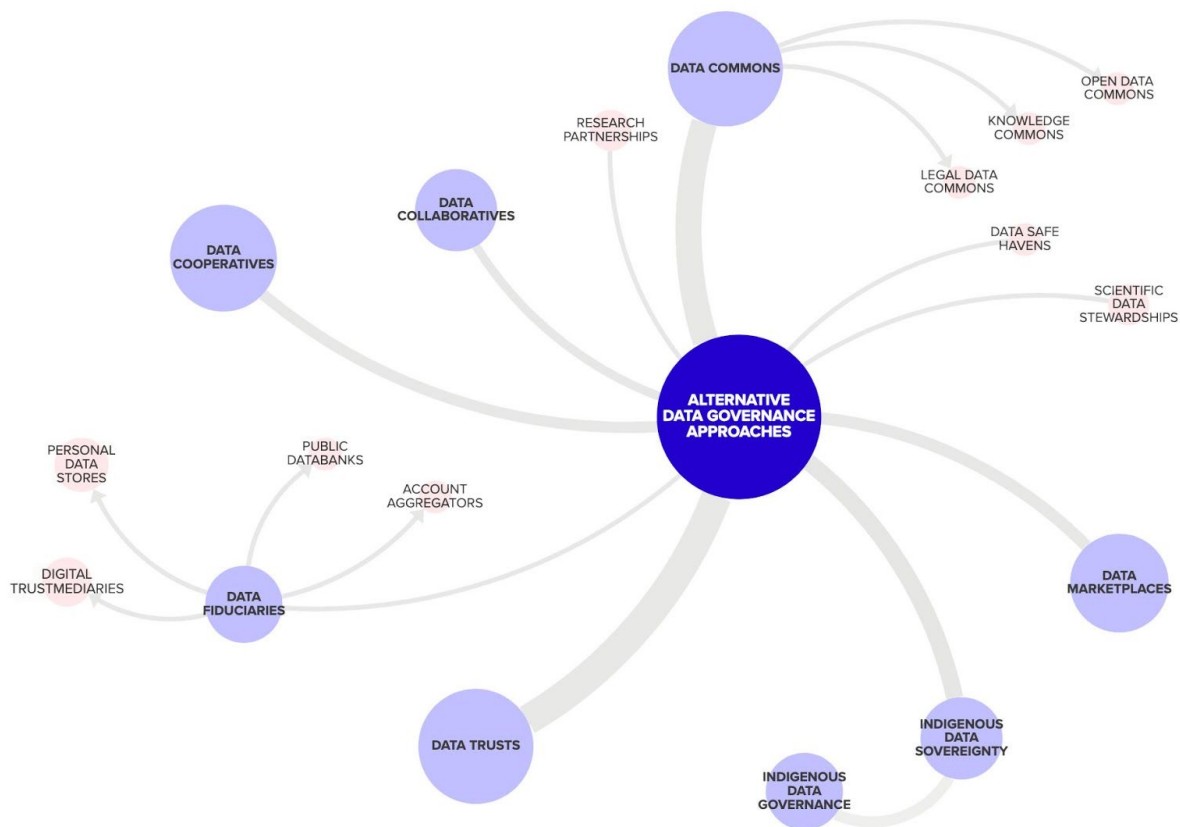 DATA COMMONS
OPEN DATA
COMMONS
KNOWLEDGE
COMMONS
RESEARCH
PARTNERSHIPS
LEGAL DATA
COMMONS
DATA
COLLABORATIVES
DATA SAFE
HAVENS
DATA
COOPERATIVES
SCIENTIFIC
DATA
STEWARDSHIPS
ALTERNATIVE
DATA GOVERNANCE
APPROACHES
PERSONAL
DATA
STORES
PUBLIC
DATABANKS
ACCOUNT
AGGREGATORS
DIGITAL
TRUSTMEDIARIES
DATA
FIDUCIARIES
DATA
MARKETPLACES
DATA TRUSTS
INDIGENOUS
DATA
SOVEREIGNTY
INDIGENOUS
DATA
GOVERNANCE